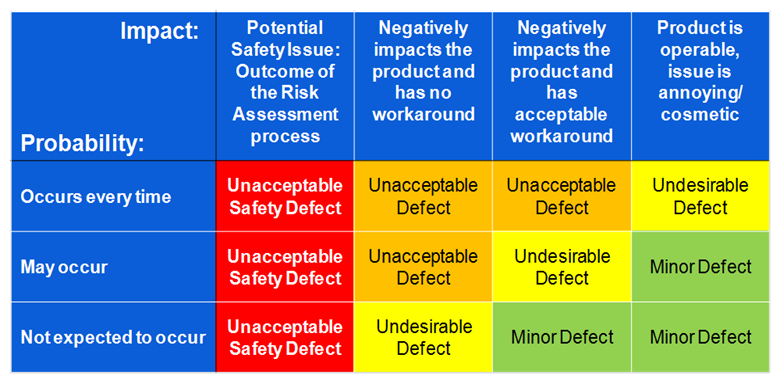 Impact:
Probability:
Potential
Safety Issue:
Outcome of
the Risk
Assessment
process
Negatively
impacts the
product and
has no
workaround
Negatively
impacts the
product and
has
acceptable
workaround
Product is
operable,
issue is
annoying/
cosmetic
Occurs every time
Unacceptable
Safety Defect
Unacceptable
Defect
Unacceptable
Defect
Undesirable
Defect
May occur
Unacceptable
Safety Defect
Unacceptable
Defect
Undesirable
Defect
Minor Defect
Not expected to occur
Unacceptable
Safety Defect
Undesirable
Defect
Minor Defect
Minor Defect